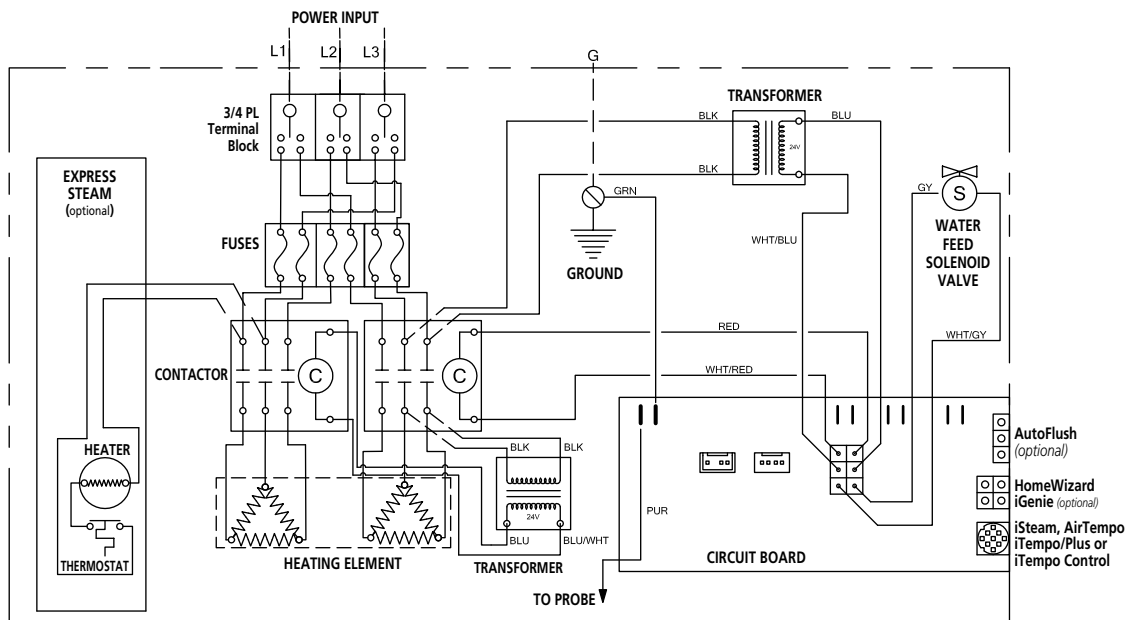 POWER INPUT
L1
L2
L3
G
3/4 PL
Terminal
Block
TRANSFORMER
BLK
BLU
24V
BLK
EXPRESS
STEAM
(optional)
GRN
GY
S
FUSES
WHT/BLU
WATER
FEED
SOLENOID
VALVE
GROUND
RED
WHT/GY
CONTACTOR
C
C
WHT/RED
AutoFlush
(optional)
HEATER
BLK
BLK
HomeWizard
iGenie (optional)
PUR
24V
iSteam, AirTempo
iTempo/Plus or
iTempo Control
BLU
BLU/WHT
THERMOSTAT
HEATING ELEMENT
TRANSFORMER
CIRCUIT BOARD
TO PROBE